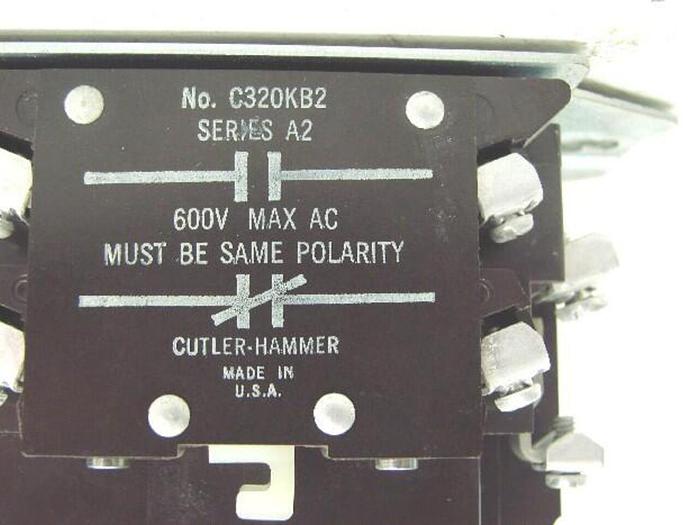 No. C320KB2
SERIES A2
600V MAX AC
MUST BE SAME POLARITY
CUTLER-HAMMER
MADE IN
U.S.A.